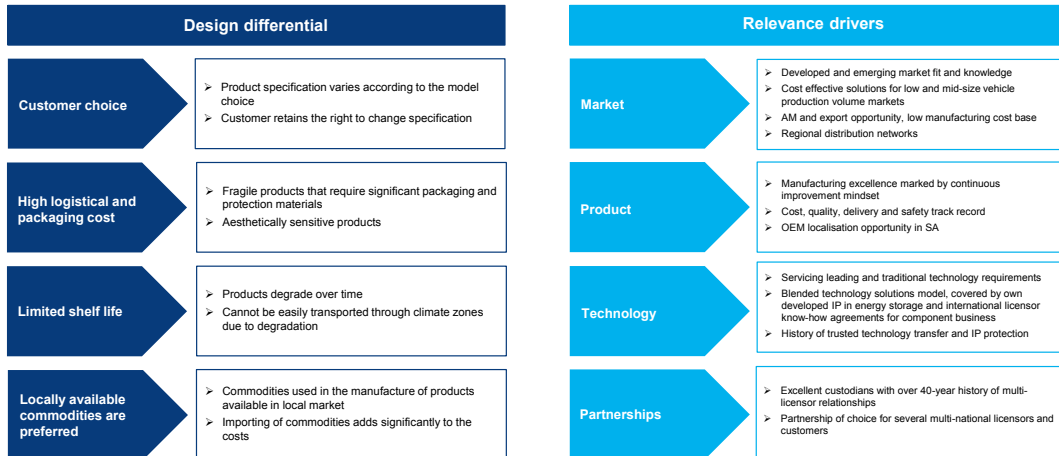 Design differential
Customer choice
➢ Product specification varies according to the model
choice
➢ Customer retains the right to change specification
High logistical and
packaging cost
➢ Fragile products that require significant packaging and
protection materials
➢ Aesthetically sensitive products
Limited shelf life
➢ Products degrade over time
➢ Cannot be easily transported through climate zones
due to degradation
Locally available
commodities are
preferred
➢ Commodities used in the manufacture of products
available in local market
➢ Importing of commodities adds significantly to the
costs
Relevance drivers
Market
➢ Developed and emerging market fit and knowledge
➢ Cost effective solutions for low and mid-size vehicle
production volume markets
➢ AM and export opportunity, low manufacturing cost base
➢ Regional distribution networks
Product
➢ Manufacturing excellence marked by continuous
improvement mindset
➢ Cost, quality, delivery and safety track record
➢ OEM localisation opportunity in SA
Technology
➢ Servicing leading and traditional technology requirements
➢ Blended technology solutions model, covered by own
developed IP in energy storage and international licensor
know-how agreements for component business
➢ History of trusted technology transfer and IP protection
Partnerships
➢ Excellent custodians with over 40-year history of multi-
licensor relationships
➢ Partnership of choice for several multi-national licensors and
customers